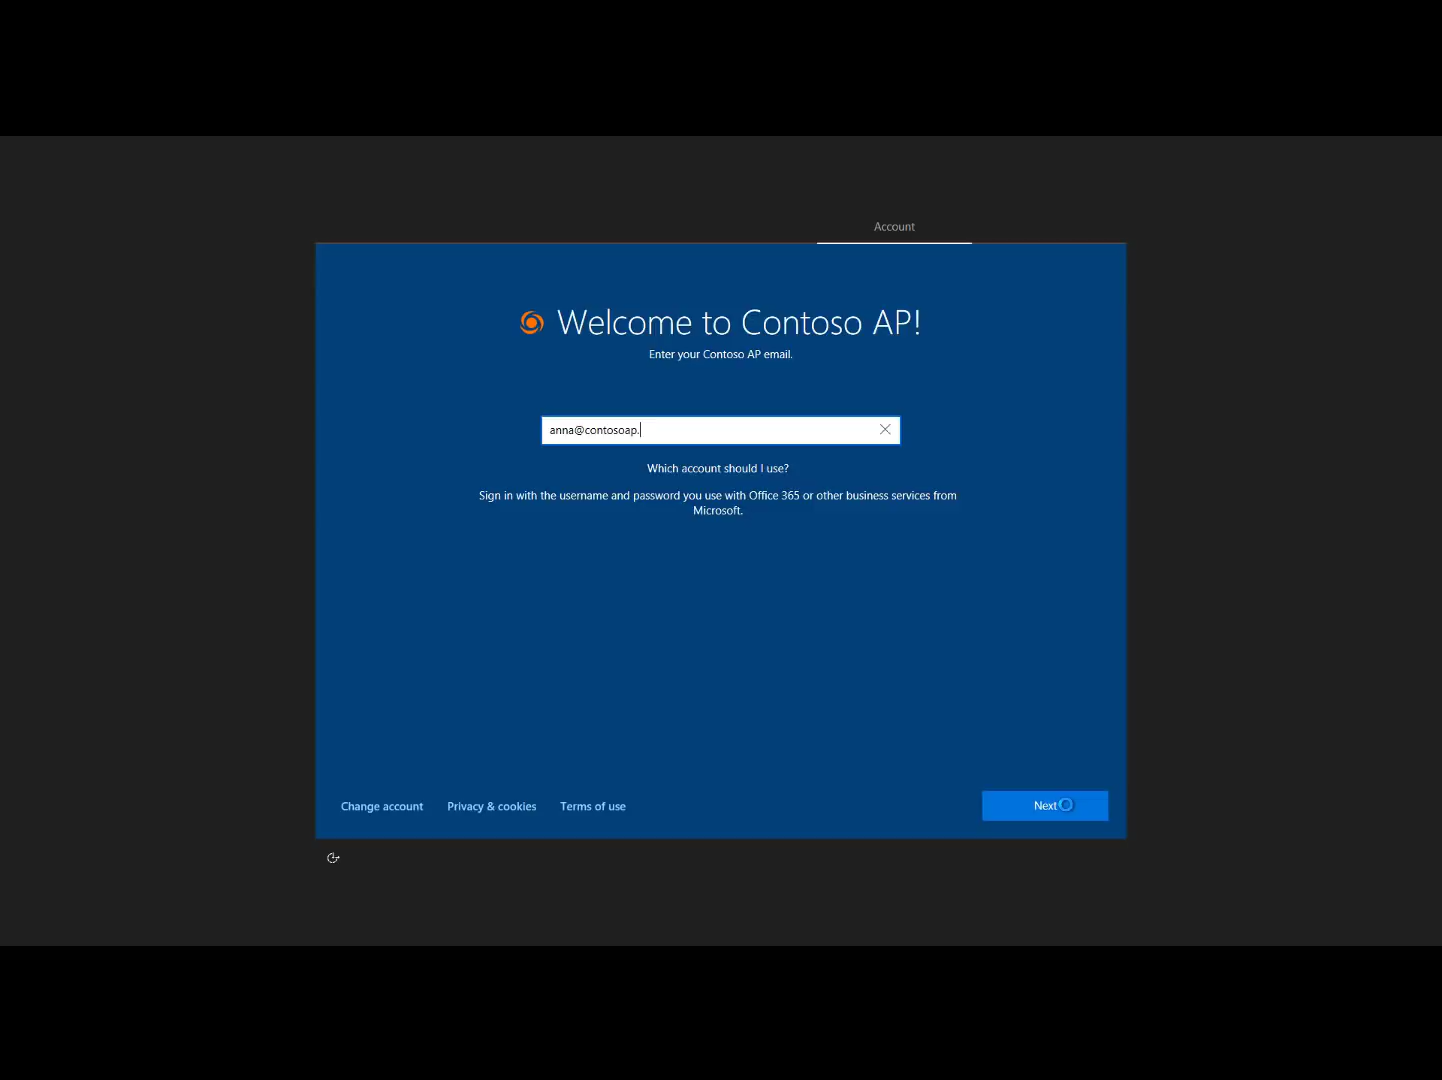 Account
Welcome to Contoso AP!
Enter your Contoso AP email.
anna@contosoap.
Which account should I use?
Sign in with the username and password you use with Office 365 or other business services from
Microsoft.
Change account
Privacy & cookies
Terms of use
Next